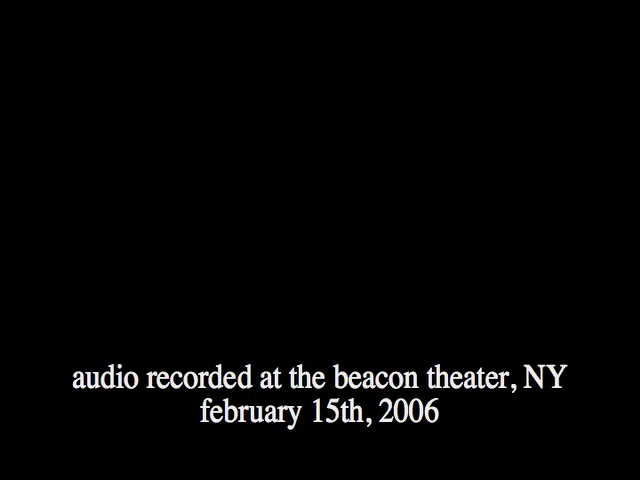 audio recorded at the beacon theater, NY
february 15th, 2006